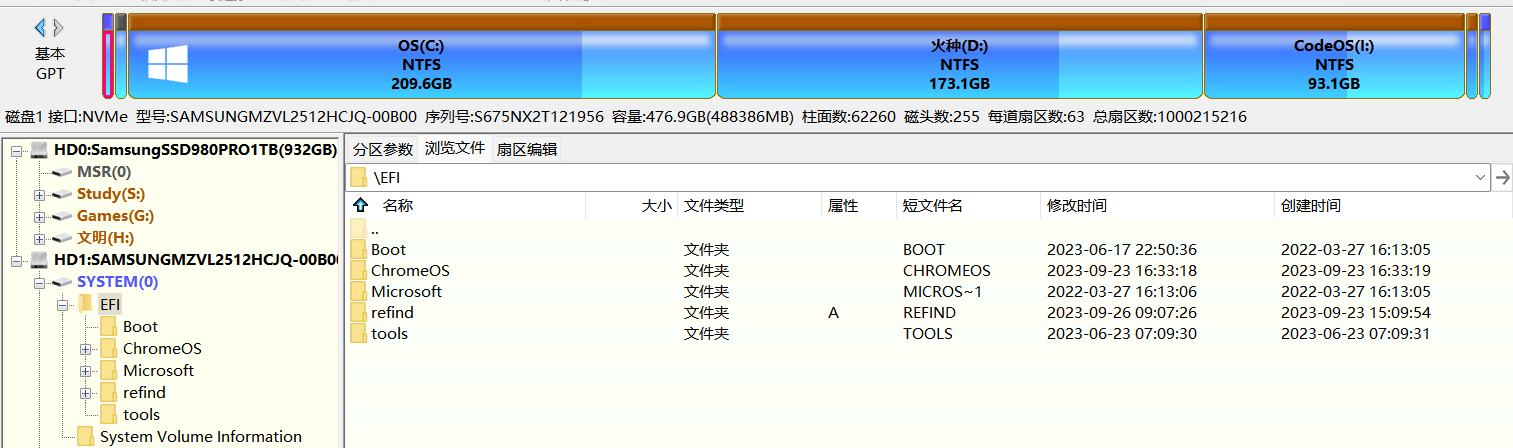 基本
GPT
OS(C:)
NTFS
209.6GB
火种(D:)
NTFS
173.1GB
CodeOS(I:)
NTFS
93.1GB
磁盘1 接口:NVMe 型号:SAMSUNGMZVL2512HCJQ-00B00 序列号:S675NX2T121956 容量:476.9GB(488386MB) 柱面数:62260 磁头数:255 每道扇区数:63 总扇区数:1000215216
HD0:SamsungSSD980PRO1TB(932GB)
MSR(0)
Study(S:)
Games(G:)
文明(H:)
HD1:SAMSUNGMZVL2512HCJQ-00B0
SYSTEM(0)
EFI
Boot
ChromeOS
Microsoft
refind
tools
System Volume Information
分区参数 浏览文件 扇区编辑
\EFI
名称 大小 文件类型 属性 短文件名 修改时间 创建时间
..
Boot 文件夹 BOOT 2023-06-17 22:50:36 2022-03-27 16:13:05
ChromeOS 文件夹 CHROMEOS 2023-09-23 16:33:18 2023-09-23 16:33:19
Microsoft 文件夹 MICROS~1 2022-03-27 16:13:06 2022-03-27 16:13:05
refind 文件夹 A REFIND 2023-09-26 09:07:26 2023-09-23 15:09:54
tools 文件夹 TOOLS 2023-06-23 07:09:30 2023-06-23 07:09:31